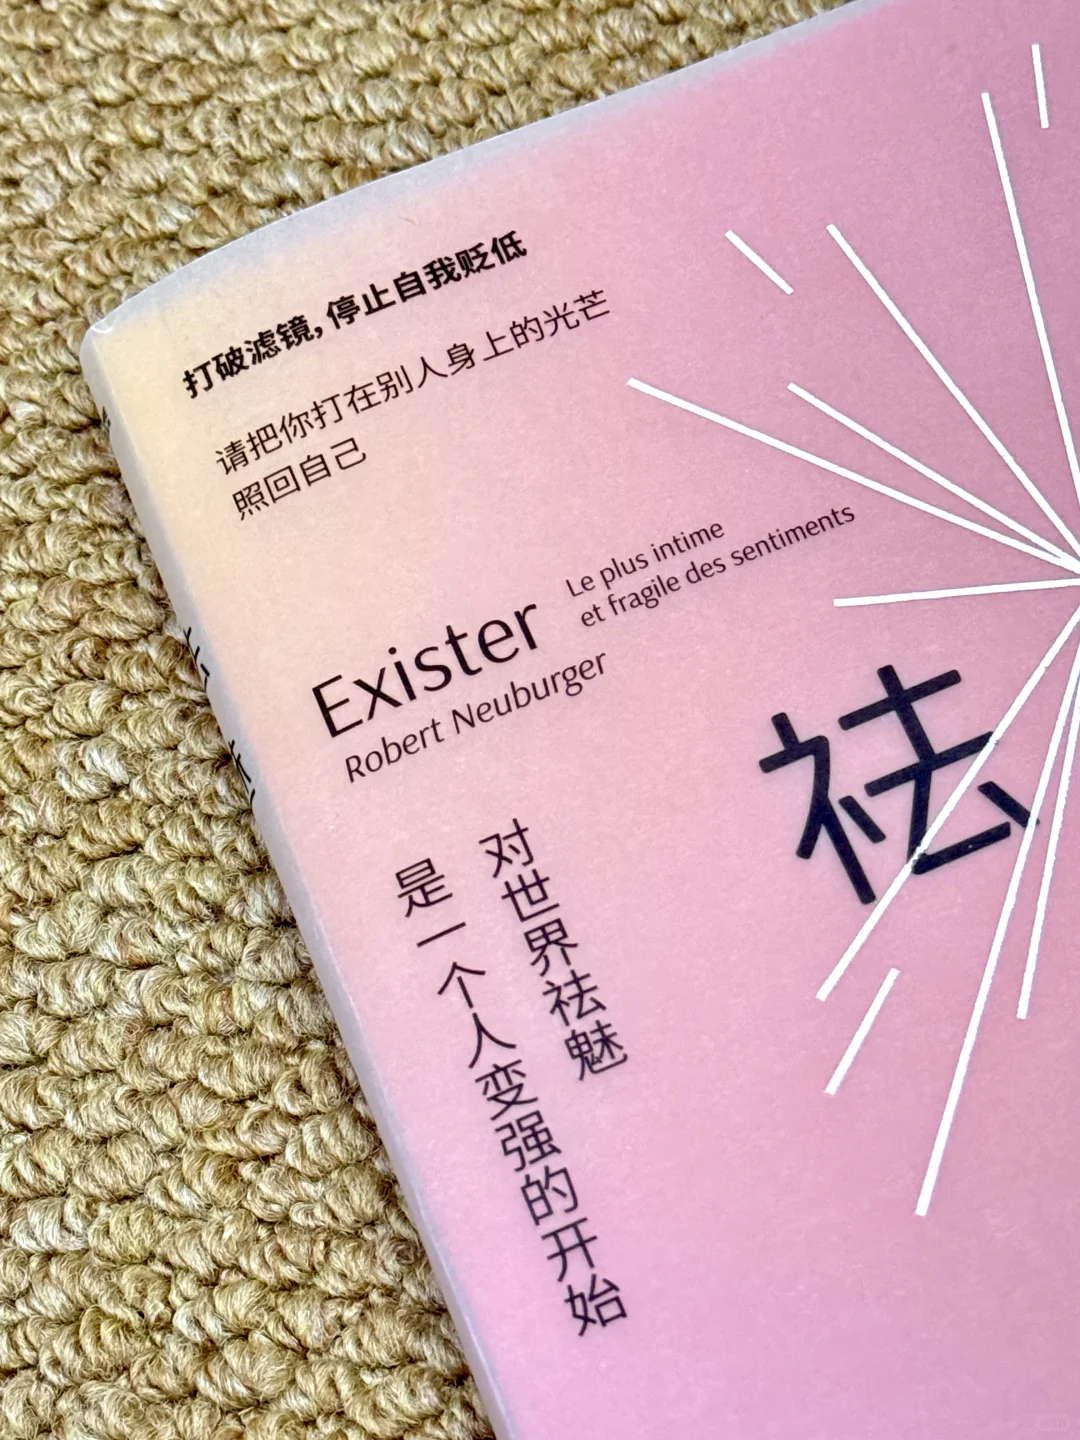 打破滤镜，停止自我贬低
请把你打在别人身上的光芒
照回自己
Exister
Le plus intime
et fragile des sentiments
Robert Neuburger
祛
对世界祛魅
是一个人变强的开始